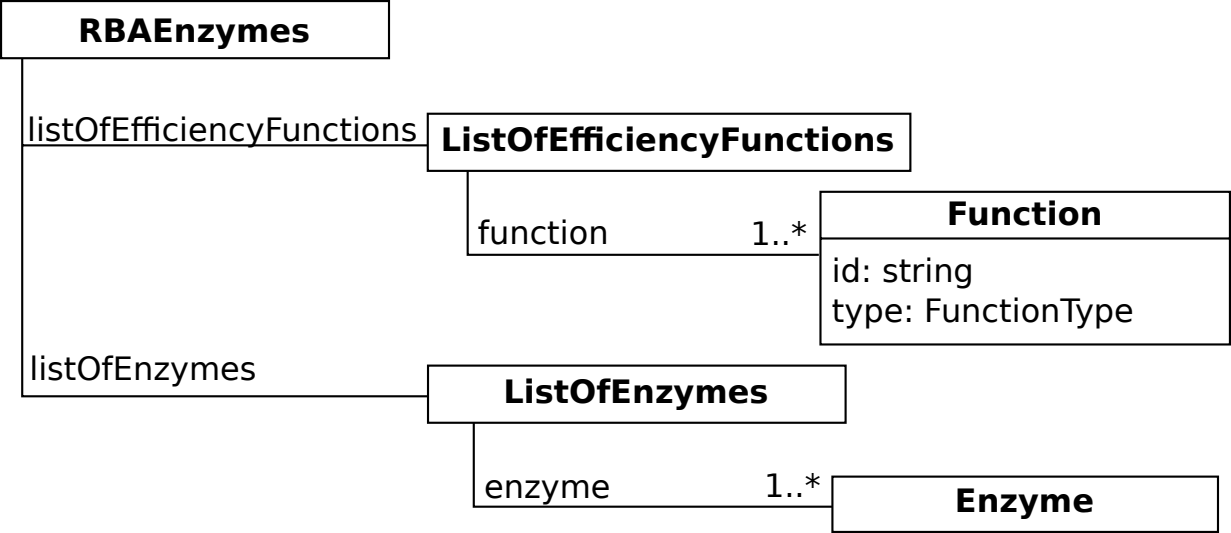 RBAEnzymes
listOfEfficiencyFunctions
ListOfEfficiencyFunctions
function
1..*
Function
id: string
type: FunctionType
listOfEnzymes
ListOfEnzymes
enzyme
1..*
Enzyme